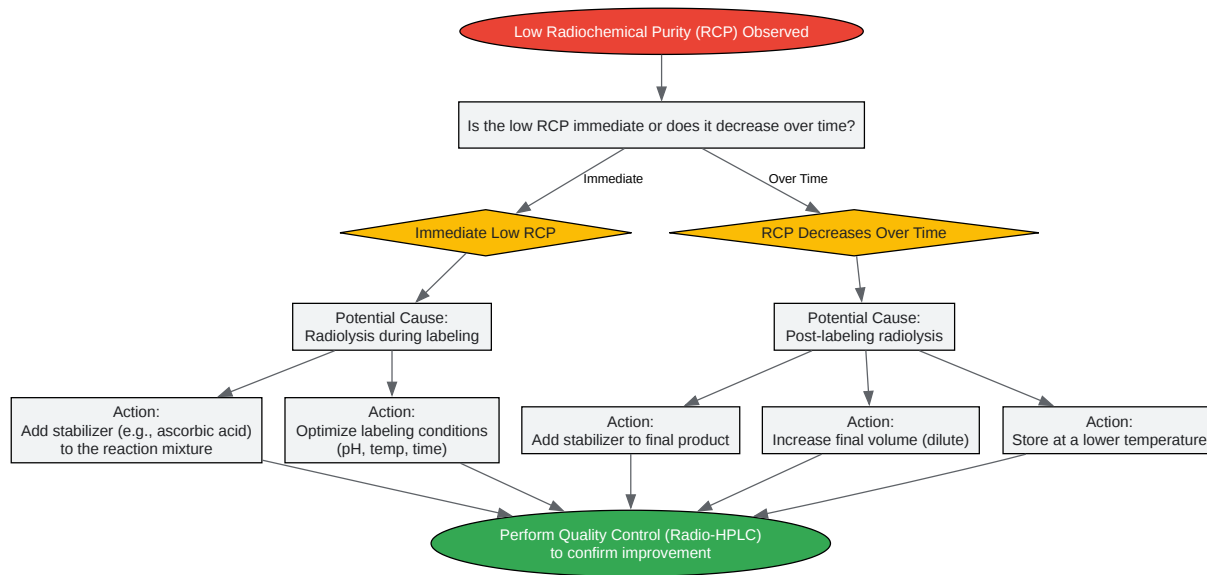 Low Radiochemical Purity (RCP) Observed
Is the low RCP immediate or does it decrease over time?
Immediate
Over Time
Immediate Low RCP
RCP Decreases Over Time
Potential Cause:
Radiolysis during labeling
Potential Cause:
Post-labeling radiolysis
Action:
Add stabilizer (e.g., ascorbic acid)
to the reaction mixture
Action:
Optimize labeling conditions
(pH, temp, time)
Action:
Add stabilizer to final product
Action:
Increase final volume (dilute)
Action:
Store at a lower temperature
Perform Quality Control (Radio-HPLC)
to confirm improvement